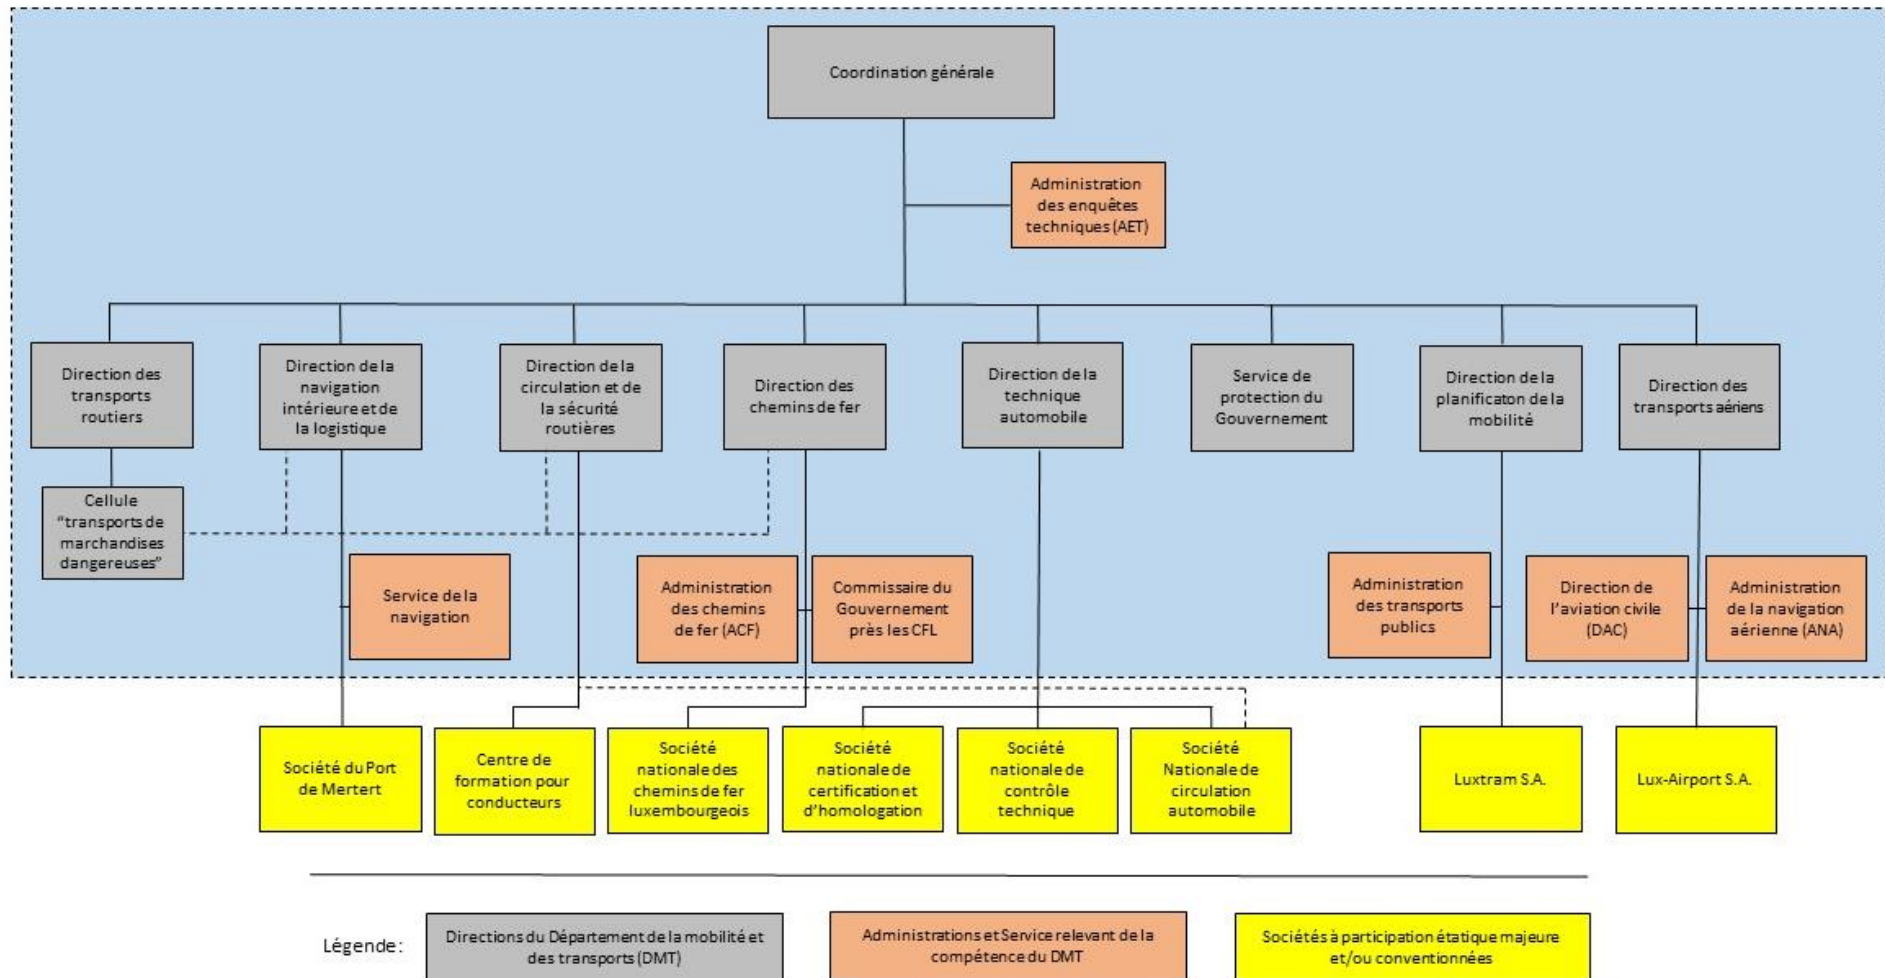 Coordination générale
Administration
des enquêtes
techniques (AET)
Direction des
transports
routiers
Direction de la
navigation
intérieure et de
la logistique
Direction de la
circulation et de
la sécurité
routières
Direction des
chemins de fer
Direction de la
technique
automobile
Service de
protection du
Gouvernement
Direction de la
planificaton de la
mobilité
Direction des
transports aériens
Cellule
"transports de
marchandises
dangereuses"
Service de la
navigation
Administration
des chemins
de fer (ACF)
Commissaire du
Gouvernement
près les CFL
Administration
des transports
publics
Direction de
l'aviation civile
(DAC)
Administration
de la navigation
aérienne (ANA)
Société du Port
de Mertert
Centre de
formation pour
conducteurs
Société
nationale des
chemins de fer
luxembourgeois
Société
nationale de
certification et
d'homologation
Société
nationale de
contrôle
technique
Société
Nationale de
circulation
automobile
Luxtram S.A.
Lux-Airport S.A.
Légende:
Directions du Département de la mobilité et
des transports (DMT)
Administrations et Service relevant de la
compétence du DMT
Sociétés à participation étatique majeure
et/ou conventionnées